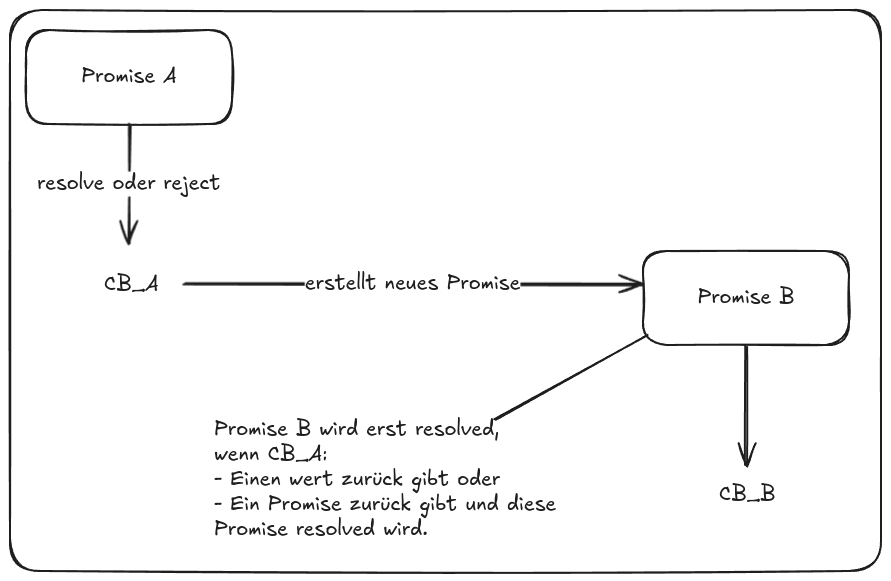 Promise A
resolve oder reject
CB_A
erstellt neues Promise
Promise B
Promise B wird erst resolved,
wenn CB_A:
- Einen wert zurück gibt oder
- Ein Promise zurück gibt und diese
Promise resolved wird.
CB_B